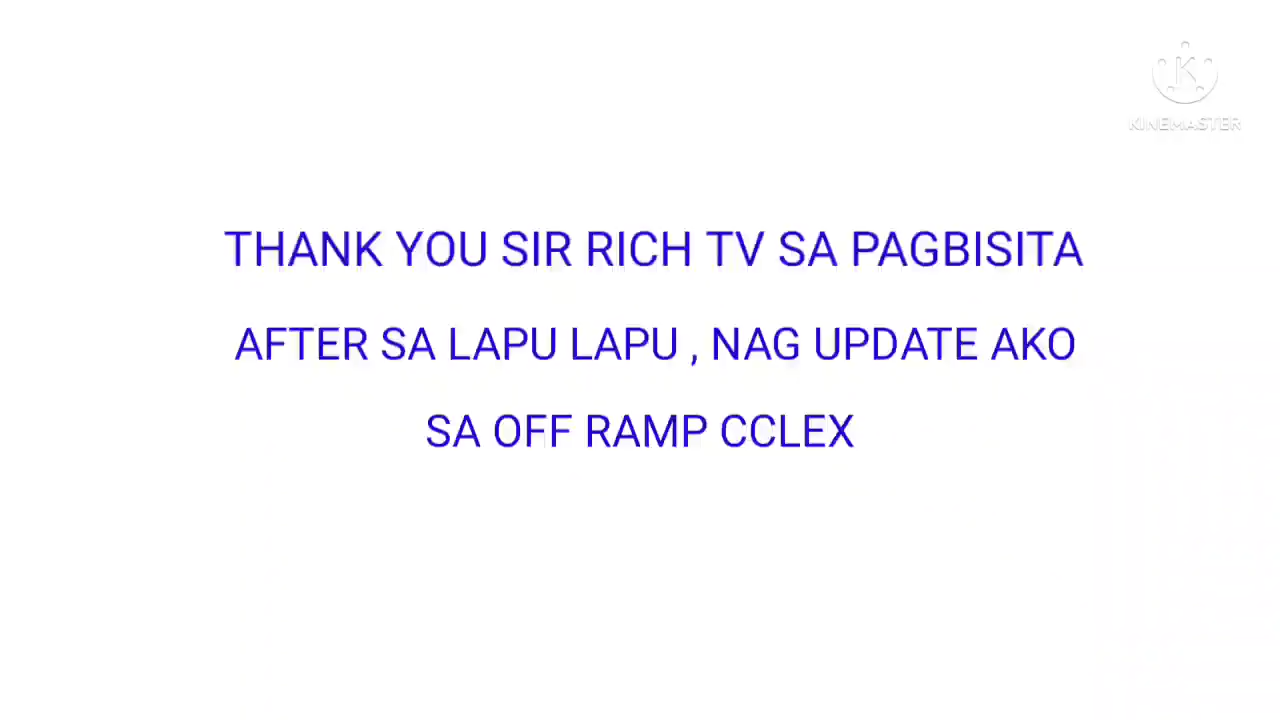 KINEMASTER
THANK YOU SIR RICH TV SA PAGBISITA
AFTER SA LAPU LAPU , NAG UPDATE AKO
SA OFF RAMP CCLEX